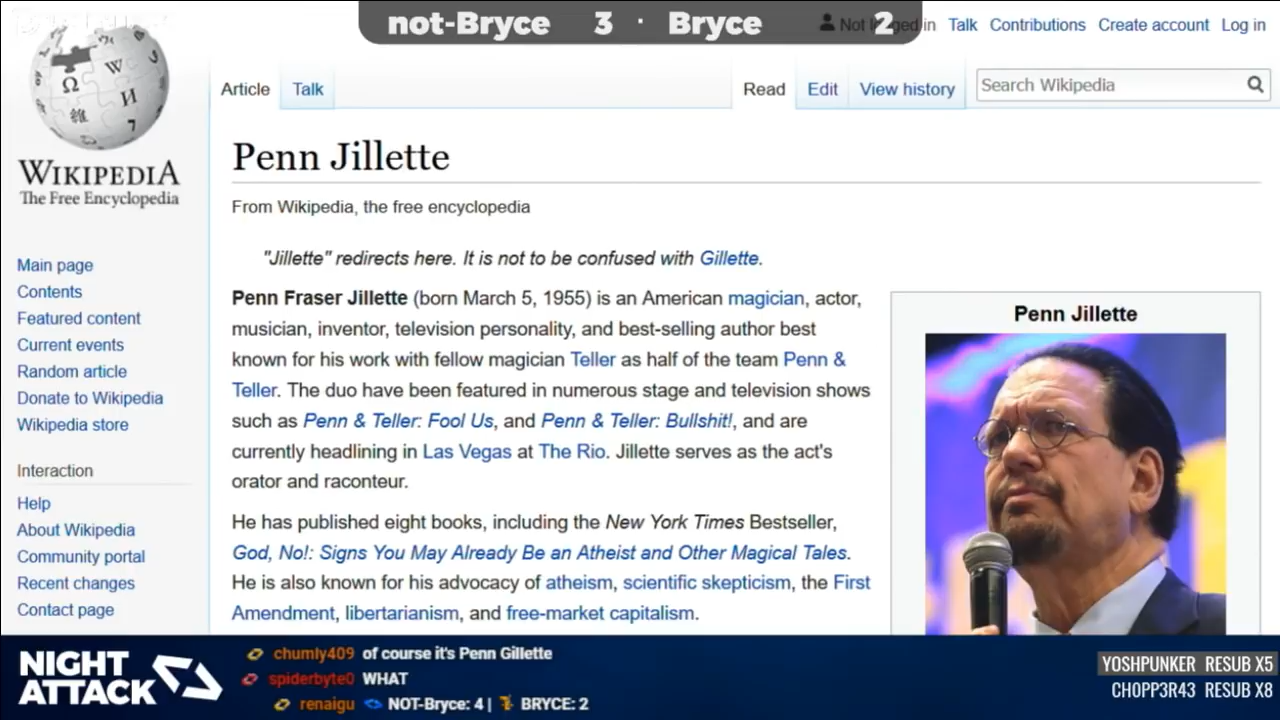 not-Bryce 3 · Bryce 2
Not logged in Talk Contributions Create account Log in
Article Talk Read Edit View history Search Wikipedia
Ω W И 維 7
WIKIPEDIA
The Free Encyclopedia
Penn Jillette
From Wikipedia, the free encyclopedia
"Jillette" redirects here. It is not to be confused with Gillette.
Penn Fraser Jillette (born March 5, 1955) is an American magician, actor,
musician, inventor, television personality, and best-selling author best
known for his work with fellow magician Teller as half of the team Penn &
Teller. The duo have been featured in numerous stage and television shows
such as Penn & Teller: Fool Us, and Penn & Teller: Bullshit!, and are
currently headlining in Las Vegas at The Rio. Jillette serves as the act's
orator and raconteur.
He has published eight books, including the New York Times Bestseller,
God, No!: Signs You May Already Be an Atheist and Other Magical Tales.
He is also known for his advocacy of atheism, scientific skepticism, the First
Amendment, libertarianism, and free-market capitalism.
Penn Jillette
Main page
Contents
Featured content
Current events
Random article
Donate to Wikipedia
Wikipedia store
Interaction
Help
About Wikipedia
Community portal
Recent changes
Contact page
NIGHT
ATTACK
chumly409 of course it's Penn Gillette
spiderbyte0 WHAT
renaigu NOT-Bryce: 4 | BRYCE: 2
YOSHPUNKER RESUB X5
CHOPP3R43 RESUB X8